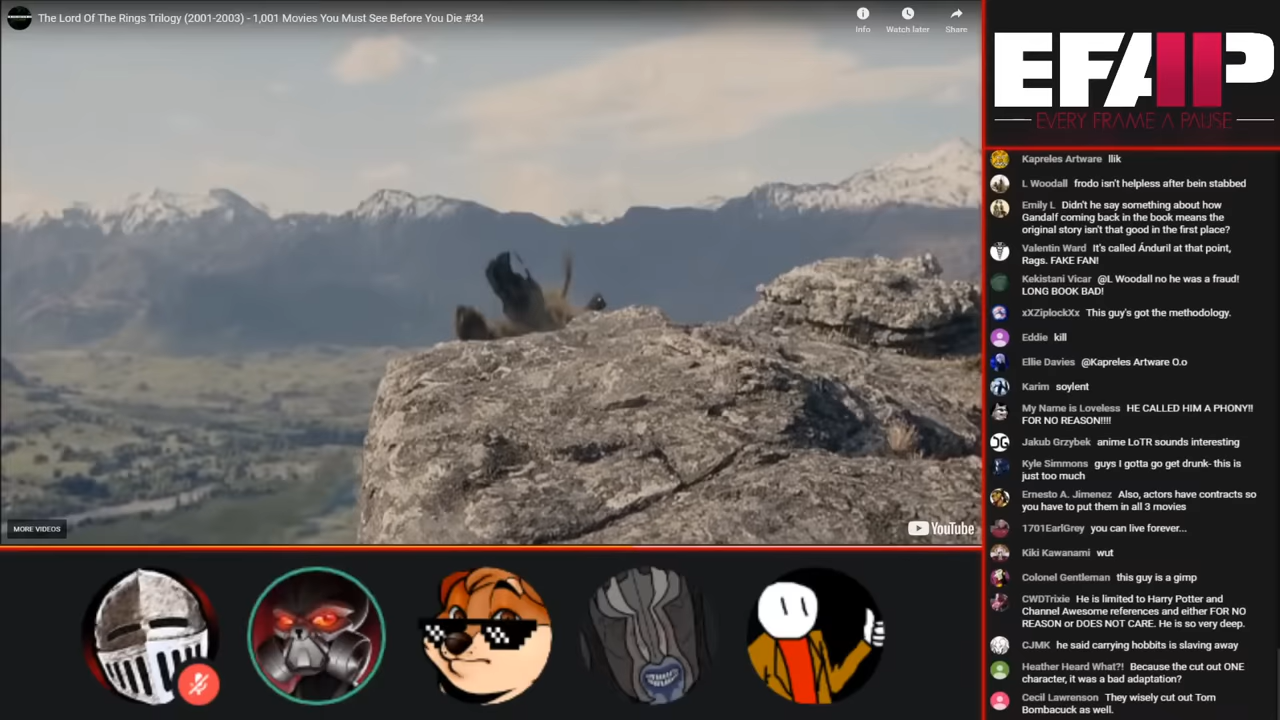 The Lord Of The Rings Trilogy (2001-2003) - 1,001 Movies You Must See Before You Die #34
Info
Watch later
Share
EFAP
EVERY FRAME A PAUSE
Kapreles Artware llik
L Woodall frodo isn't helpless after bein stabbed
Emily L Didn't he say something about how
Gandalf coming back in the book means the
original story isn't that good in the first place?
Valentin Ward It's called Ánduril at that point,
Rags. FAKE FAN!
Kekistani Vicar @L Woodall no he was a fraud!
LONG BOOK BAD!
xXZiplockXx This guy's got the methodology.
Eddie kill
Ellie Davies @Kapreles Artware O.o
Karim soylent
My Name is Loveless HE CALLED HIM A PHONY!!
FOR NO REASON!!!!
Jakub Grzybek anime LoTR sounds interesting
Kyle Simmons guys I gotta go get drunk- this is
just too much
Ernesto A. Jimenez Also, actors have contracts so
you have to put them in all 3 movies
1701EarlGrey you can live forever...
Kiki Kawanami wut
Colonel Gentleman this guy is a gimp
CWDTrixie He is limited to Harry Potter and
Channel Awesome references and either FOR NO
REASON or DOES NOT CARE. He is so very deep.
CJMK he said carrying hobbits is slaving away
Heather Heard What?! Because the cut out ONE
character, it was a bad adaptation?
Cecil Lawrenson They wisely cut out Tom
Bombacuck as well.
MORE VIDEOS
YouTube